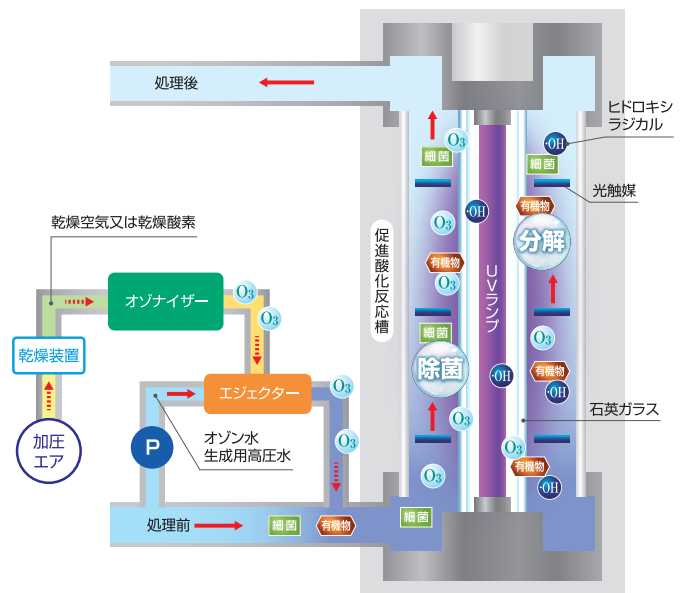 処理後
ヒドロキシ
ラジカル
O3
・OH
細菌
細菌
光触媒
乾燥空気又は乾燥酸素
有機物
・OH
O3
分解
促進酸化反応槽
有機物
UVランプ
O3
オゾナイザー
O3
O3
細菌
O3
乾燥装置
除菌
有機物
・OH
・OH
エジェクター
O3
石英ガラス
O3
加圧
エア
P
オゾン水
生成用高圧水
O3
O3
有機物
O3
・OH
処理前
細菌
有機物
細菌